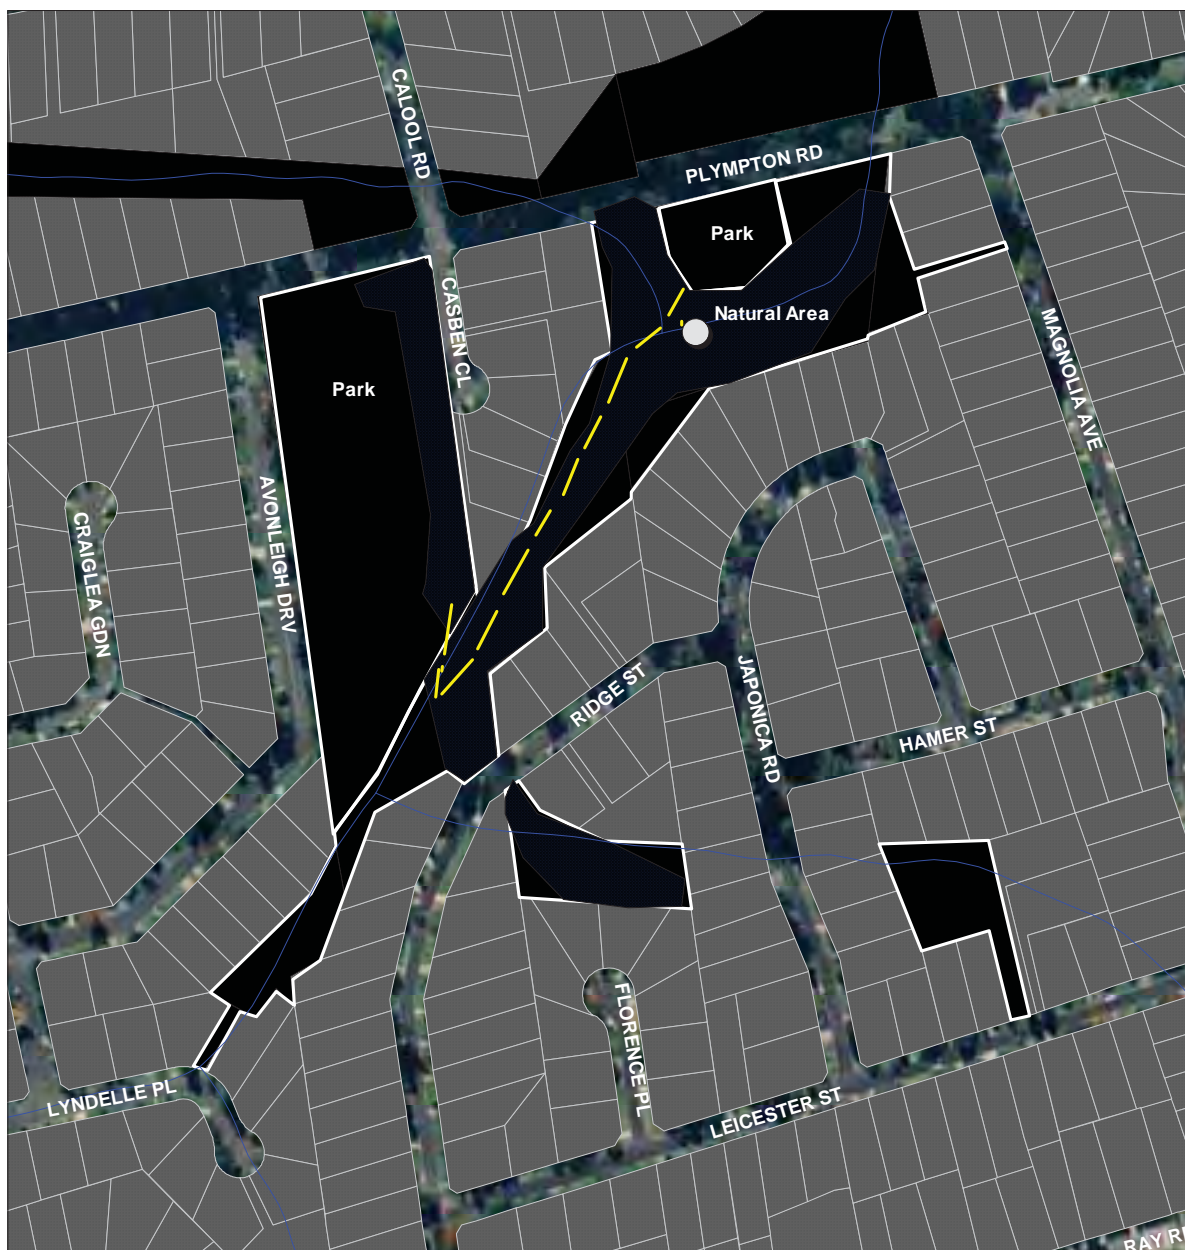 CALOOL RD
PLYMPTON RD
Park
CASBEN CL
Natural Area
MAGNOLIA AVE
Park
AVONLEIGH DRV
CRAIGLEA GDN
RIDGE ST
JAPONICA RD
HAMER ST
FLORENCE PL
LYNDELLE PL
LEICESTER ST
RAY R